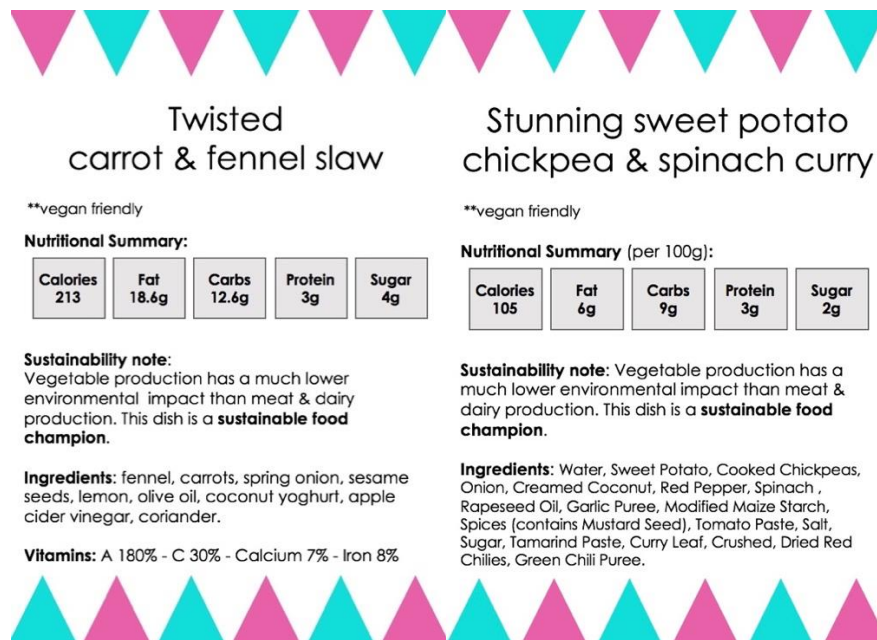 Twisted
carrot & fennel slaw
**vegan friendly
Nutritional Summary:
Calories
213
Fat
18.6g
Carbs
12.6g
Protein
3g
Sugar
4g
Sustainability note:
Vegetable production has a much lower
environmental impact than meat & dairy
production. This dish is a sustainable food
champion.
Ingredients: fennel, carrots, spring onion, sesame
seeds, lemon, olive oil, coconut yoghurt, apple
cider vinegar, coriander.
Vitamins: A 180% - C 30% - Calcium 7% - Iron 8%
Stunning sweet potato
chickpea & spinach curry
**vegan friendly
Nutritional Summary (per 100g):
Calories
105
Fat
6g
Carbs
9g
Protein
3g
Sugar
2g
Sustainability note: Vegetable production has a
much lower environmental impact than meat &
dairy production. This dish is a sustainable food
champion.
Ingredients: Water, Sweet Potato, Cooked Chickpeas,
Onion, Creamed Coconut, Red Pepper, Spinach ,
Rapeseed Oil, Garlic Puree, Modified Maize Starch,
Spices (contains Mustard Seed), Tomato Paste, Salt,
Sugar, Tamarind Paste, Curry Leaf, Crushed, Dried Red
Chilies, Green Chili Puree.